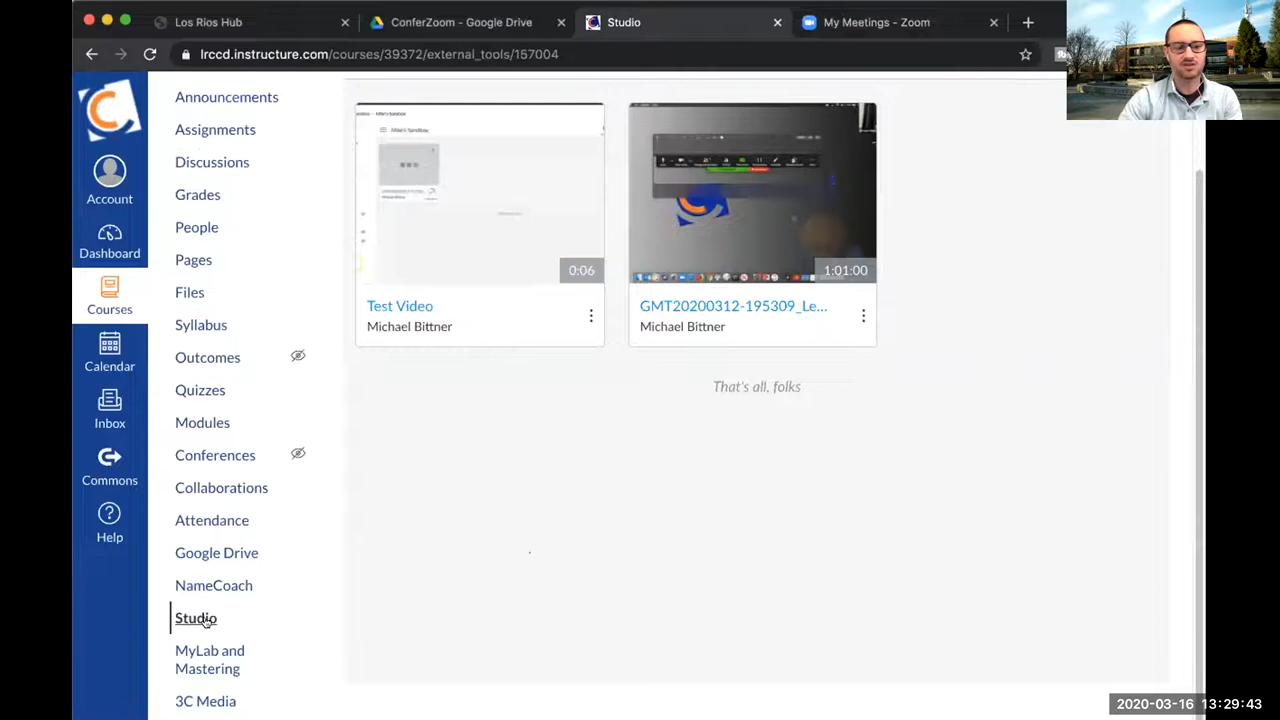 Los Rios Hub
ConferZoom - Google Drive
Studio
My Meetings - Zoom
lrccd.instructure.com/courses/39372/ext
157004
Account
Dashboard
Courses
Calendar
Inbox
Commons
Help
Announcements
Assignments
Discussions
Grades
People
Pages
Files
Syllabus
Outcomes
Quizzes
Modules
Conferences
Collaborations
Attendance
Google Drive
NameCoach
Studio
MyLab and
Mastering
3C Media
Mike's Sandbox
0:06
Test Video
Michael Bittner
1:01:00
GMT20200312-195309_Le...
Michael Bittner
That's all, folks
2020-03-16 13:29:43